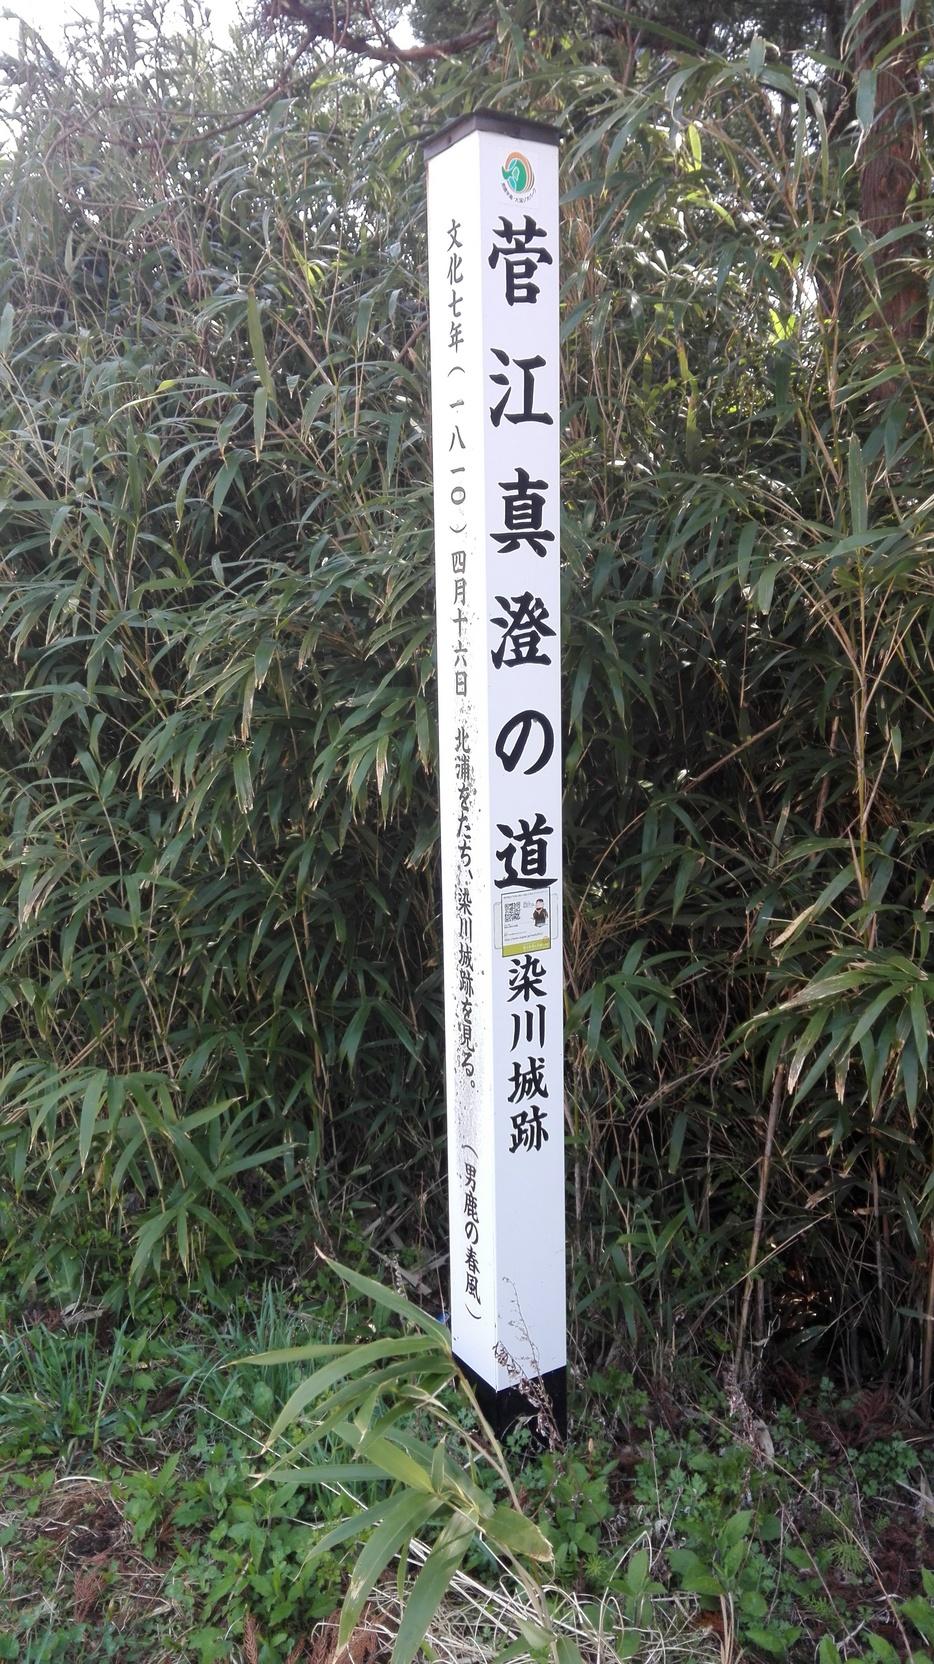 菅江真澄の道
染川城跡
文化七年（一八一〇）四月十六日 北浦をたち、染川城跡を見る。
（男鹿の春風）